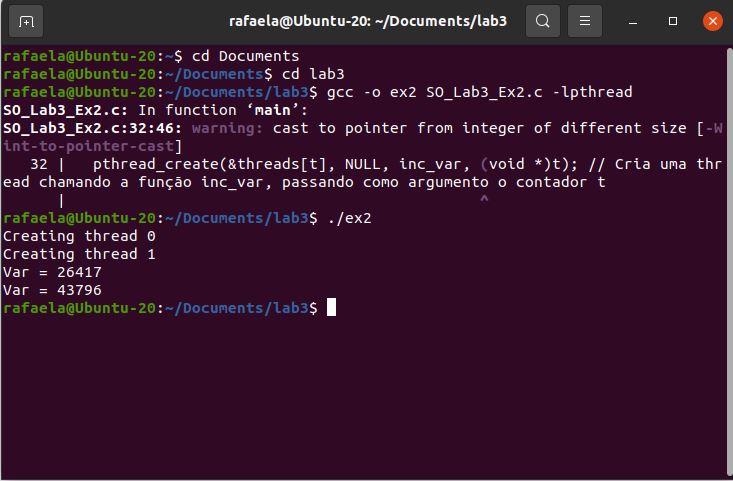 rafaela@Ubuntu-20: ~/Documents/lab3
rafaela@Ubuntu-20:~$ cd Documents
rafaela@Ubuntu-20:~/Documents$ cd lab3
rafaela@Ubuntu-20:~/Documents/lab3$ gcc -o ex2 SO_Lab3_Ex2.c -lpthread
SO_Lab3_Ex2.c: In function ‘main’:
SO_Lab3_Ex2.c:32:46: warning: cast to pointer from integer of different size [-W
int-to-pointer-cast]
   32 |   pthread_create(&threads[t], NULL, inc_var, (void *)t); // Cria uma thr
ead chamando a função inc_var, passando como argumento o contador t
      |                                              ^
rafaela@Ubuntu-20:~/Documents/lab3$ ./ex2
Creating thread 0
Creating thread 1
Var = 26417
Var = 43796
rafaela@Ubuntu-20:~/Documents/lab3$